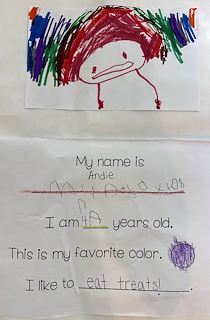 My name is
Andie
I am 4 years old.
This is my favorite color.
I like to eat treats!.